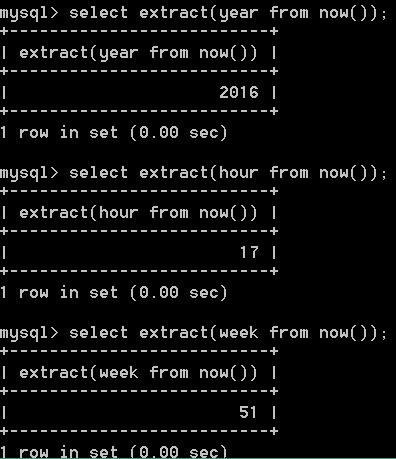 mysql> select extract(year from now());
+--------------------------+
| extract(year from now()) |
+--------------------------+
|                     2016 |
+--------------------------+
1 row in set (0.00 sec)
mysql> select extract(hour from now());
+--------------------------+
| extract(hour from now()) |
+--------------------------+
|                       17 |
+--------------------------+
1 row in set (0.00 sec)
mysql> select extract(week from now());
+--------------------------+
| extract(week from now()) |
+--------------------------+
|                       51 |
+--------------------------+
1 row in set (0.00 sec)